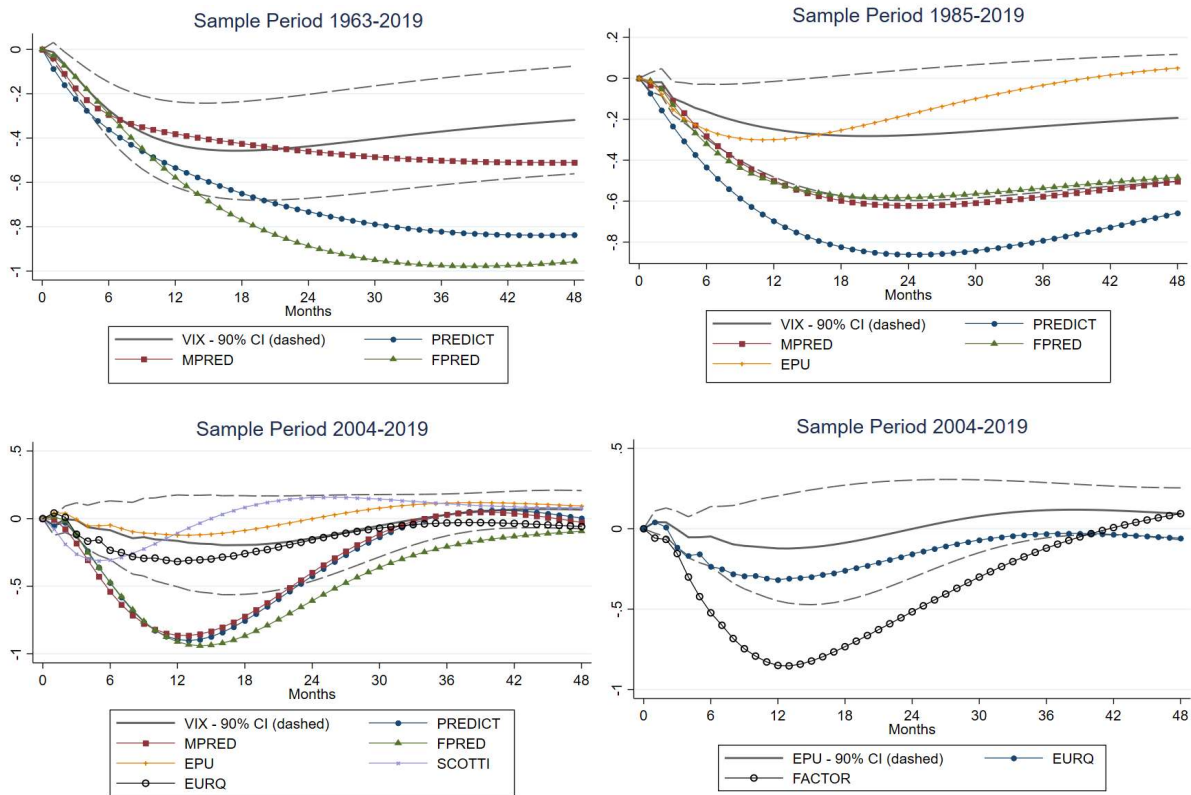 Sample Period 1963-2019
0
-.2
-.4
-.6
-.8
-1
0 6 12 18 24 30 36 42 48
Months
VIX - 90% CI (dashed) PREDICT
MPRED FPRED
Sample Period 1985-2019
.2
0
-.2
-.4
-.6
-.8
0 6 12 18 24 30 36 42 48
Months
VIX - 90% CI (dashed) PREDICT
MPRED FPRED
EPU
Sample Period 2004-2019
.5
0
-.5
-1
0 6 12 18 24 30 36 42 48
Months
VIX - 90% CI (dashed) PREDICT
MPRED FPRED
EPU SCOTTI
EURQ
Sample Period 2004-2019
.5
0
-.5
-1
0 6 12 18 24 30 36 42 48
Months
EPU - 90% CI (dashed) EURQ
FACTOR